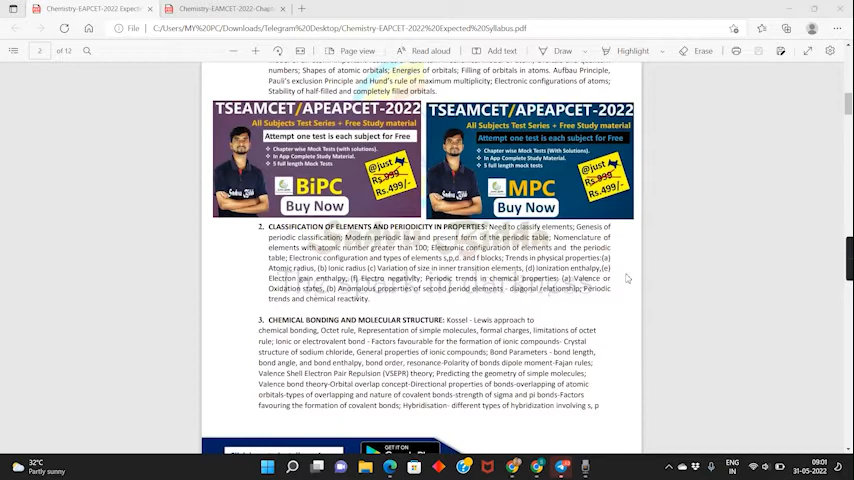 Chemistry-EAPCET-2022 Expect
Chemistry-EAMCET-2022-Chap
File
C:/Users/MY PC/Downloads/Telegram Desktop/Chemistry-EAPCET-2022 Expected Syllabus.pdf
2 of 12
Page view
Read aloud
Add text
Draw
Highlight
Erase
numbers; Shapes of atomic orbitals; Energies of orbitals; Filling of orbitals in atoms. Aufbau Principle,
Pauli's exclusion Principle and Hund's rule of maximum multiplicity; Electronic configurations of atoms;
Stability of half-filled and completely filled orbitals.
TSEAMCET/APEAPCET-2022
All Subjects Test Series + Free Study material
Attempt one test is each subject for Free
Chapter wise Mock Tests (with solutions).
In App Complete Study Material.
5 full length Mock Tests
@just
Rs.999
Rs.499/-
BiPC
Buy Now
TSEAMCET/APEAPCET-2022
All Subjects Test Series + Free Study material
Attempt one test is each subject for Free
Chapter wise Mock Tests (With Solutions).
In App Complete Study Material.
5 full length mock tests
@just
Rs.999
Rs.499/-
MPC
Buy Now
2. CLASSIFICATION OF ELEMENTS AND PERIODICITY IN PROPERTIES: Need to classify elements; Genesis of
periodic classification; Modern periodic law and present form of the periodic table; Nomenclature of
elements with atomic number greater than 100; Electronic configuration of elements and the periodic
table; Electronic configuration and types of elements s,p,d. and f blocks; Trends in physical properties:(a)
Atomic radius, (b) Ionic radius (c) Variation of size in inner transition elements, (d) Ionization enthalpy,(e)
Electron gain enthalpy, (f) Electro negativity; Periodic trends in chemical properties: (a) Valence or
Oxidation states, (b) Anomalous properties of second period elements - diagonal relationship; Periodic
trends and chemical reactivity.
3. CHEMICAL BONDING AND MOLECULAR STRUCTURE: Kossel - Lewis approach to
chemical bonding, Octet rule, Representation of simple molecules, formal charges, limitations of octet
rule; Ionic or electrovalent bond - Factors favourable for the formation of ionic compounds- Crystal
structure of sodium chloride, General properties of ionic compounds; Bond Parameters - bond length,
bond angle, and bond enthalpy, bond order, resonance-Polarity of bonds dipole moment-Fajan rules;
Valence Shell Electron Pair Repulsion (VSEPR) theory; Predicting the geometry of simple molecules;
Valence bond theory-Orbital overlap concept-Directional properties of bonds-overlapping of atomic
orbitals-types of overlapping and nature of covalent bonds-strength of sigma and pi bonds-Factors
favouring the formation of covalent bonds; Hybridisation- different types of hybridization involving s, p
GET IT ON
32°C
Partly sunny
ENG
IN
09:01
31-05-2022